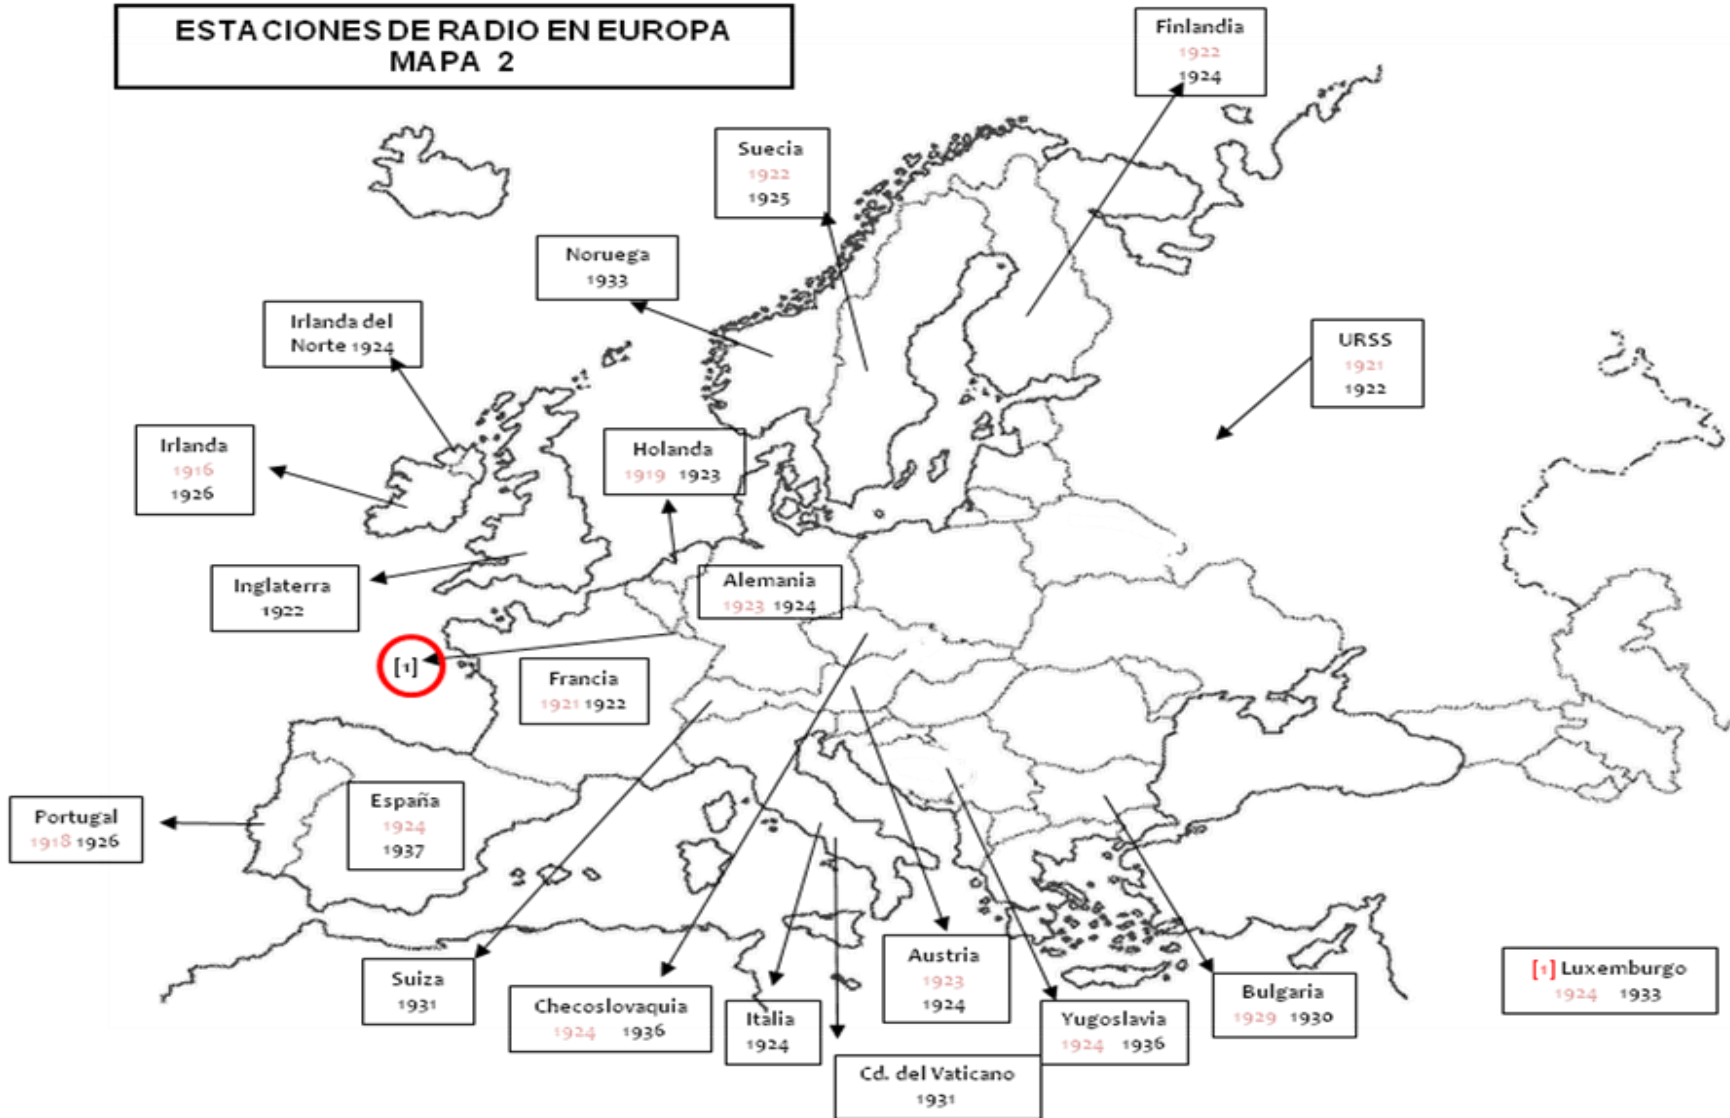 ESTACIONES DE RADIO EN EUROPA
MAPA 2
Finlandia
1922
1924
Suecia
1922
1925
Noruega
1933
Irlanda del
Norte 1924
URSS
1921
1922
Irlanda
1916
1926
Holanda
1919 1923
Inglaterra
1922
Alemania
1923 1924
[1]
Francia
1921 1922
España
1924
1937
Portugal
1918 1926
Suiza
1931
Checoslovaquia
1924 1936
Italia
1924
Austria
1923
1924
Cd. del Vaticano
1931
Yugoslavia
1924 1936
Bulgaria
1929 1930
[1] Luxemburgo
1924 1933